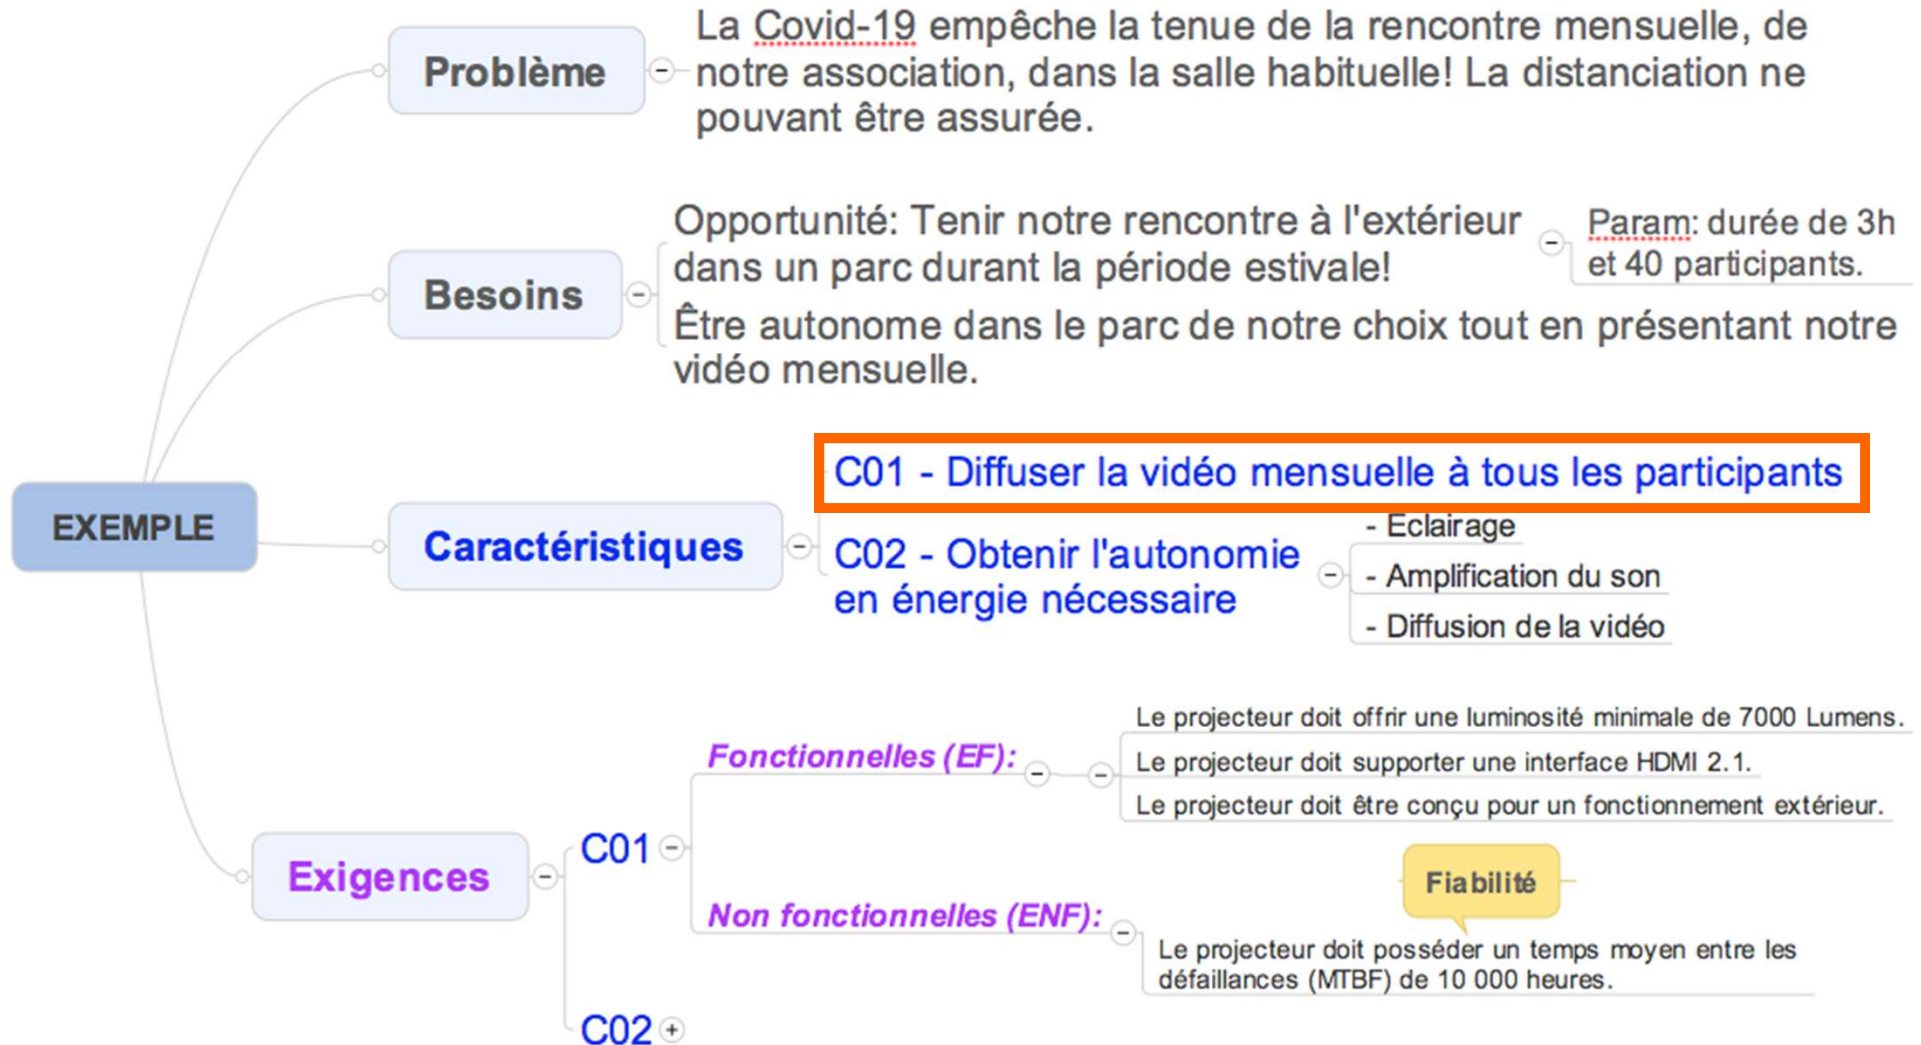 Problème
La Covid-19 empêche la tenue de la rencontre mensuelle, de
notre association, dans la salle habituelle! La distanciation ne
pouvant être assurée.
Besoins
Opportunité: Tenir notre rencontre à l'extérieur
dans un parc durant la période estivale!
Param: durée de 3h
et 40 participants.
Être autonome dans le parc de notre choix tout en présentant notre
vidéo mensuelle.
EXEMPLE
Caractéristiques
C01 - Diffuser la vidéo mensuelle à tous les participants
C02 - Obtenir l'autonomie
en énergie nécessaire
- Eclairage
- Amplification du son
- Diffusion de la vidéo
Exigences
C01
Fonctionnelles (EF):
Le projecteur doit offrir une luminosité minimale de 7000 Lumens.
Le projecteur doit supporter une interface HDMI 2.1.
Le projecteur doit être conçu pour un fonctionnement extérieur.
Non fonctionnelles (ENF):
Fiabilité
Le projecteur doit posséder un temps moyen entre les
défaillances (MTBF) de 10 000 heures.
C02